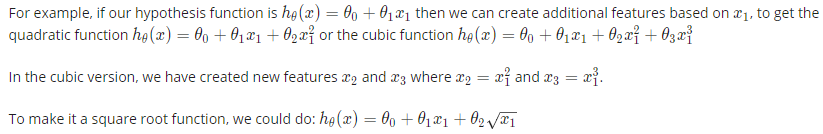 For example, if our hypothesis function is $h_\theta(x) = \theta_0 + \theta_1 x_1$ then we can create additional features based on $x_1$, to get the
quadratic function $h_\theta(x) = \theta_0 + \theta_1 x_1 + \theta_2 x_1^2$ or the cubic function $h_\theta(x) = \theta_0 + \theta_1 x_1 + \theta_2 x_1^2 + \theta_3 x_1^3$
In the cubic version, we have created new features $x_2$ and $x_3$ where $x_2 = x_1^2$ and $x_3 = x_1^3$.
To make it a square root function, we could do: $h_\theta(x) = \theta_0 + \theta_1 x_1 + \theta_2 \sqrt{x_1}$